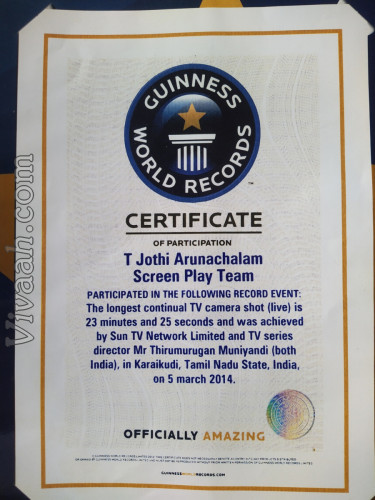 GUINNESS
WORLD RECORDS
TM
CERTIFICATE
OF PARTICIPATION
T Jothi Arunachalam
Screen Play Team
PARTICIPATED IN THE FOLLOWING RECORD EVENT:
The longest continual TV camera shot (live) is
23 minutes and 25 seconds and was achieved
by Sun TV Network Limited and TV series
director Mr Thirumurugan Muniyandi (both
India), in Karaikudi, Tamil Nadu State, India,
on 5 march 2014.
OFFICIALLY AMAZING
GUINNESSWORLDRECORDS.COM
Vivaah.com